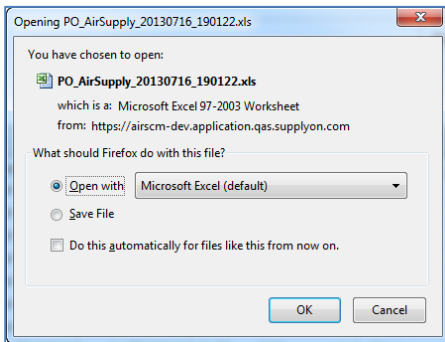 Opening PO_AirSupply_20130716_190122.xls
You have chosen to open:
PO_AirSupply_20130716_190122.xls
which is a: Microsoft Excel 97-2003 Worksheet
from: https://airscm-dev.application.qas.supplyon.com
What should Firefox do with this file?
Open with Microsoft Excel (default)
Save File
Do this automatically for files like this from now on.
OK Cancel